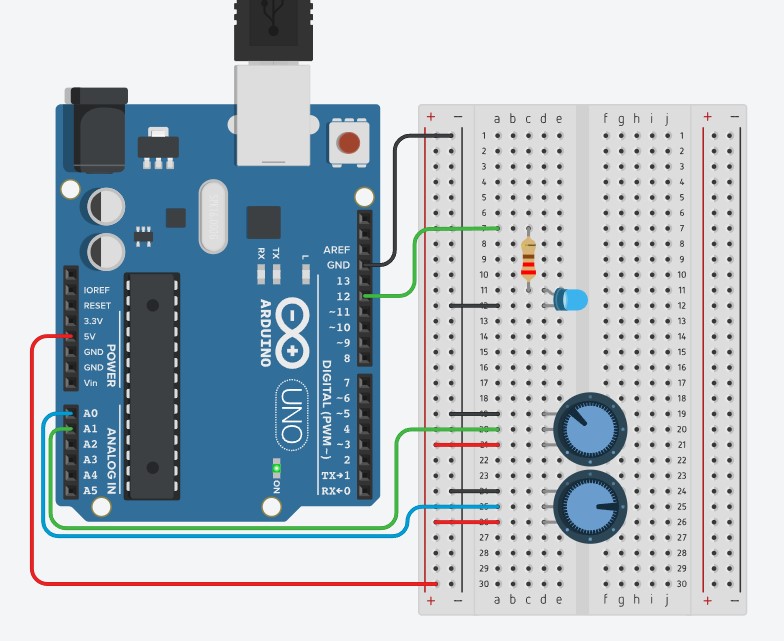 AREF
GND
13
12
~11
~10
~9
8
7
~6
~5
4
~3
2
TX→1
RX←0
DIGITAL (PWM~)
IOREF
RESET
3.3V
5V
GND
GND
Vin
POWER
A0
A1
A2
A3
A4
A5
ANALOG IN
RX
TX
L
ARDUINO
UNO
ON
+ − a b c d e f g h i j + −
1 1
2 2
3 3
4 4
5 5
6 6
7 7
8 8
9 9
10 10
11 11
12 12
13 13
14 14
15 15
16 16
17 17
18 18
19 19
20 20
21 21
22 22
23 23
24 24
25 25
26 26
27 27
28 28
29 29
30 30
+ − a b c d e f g h i j + −